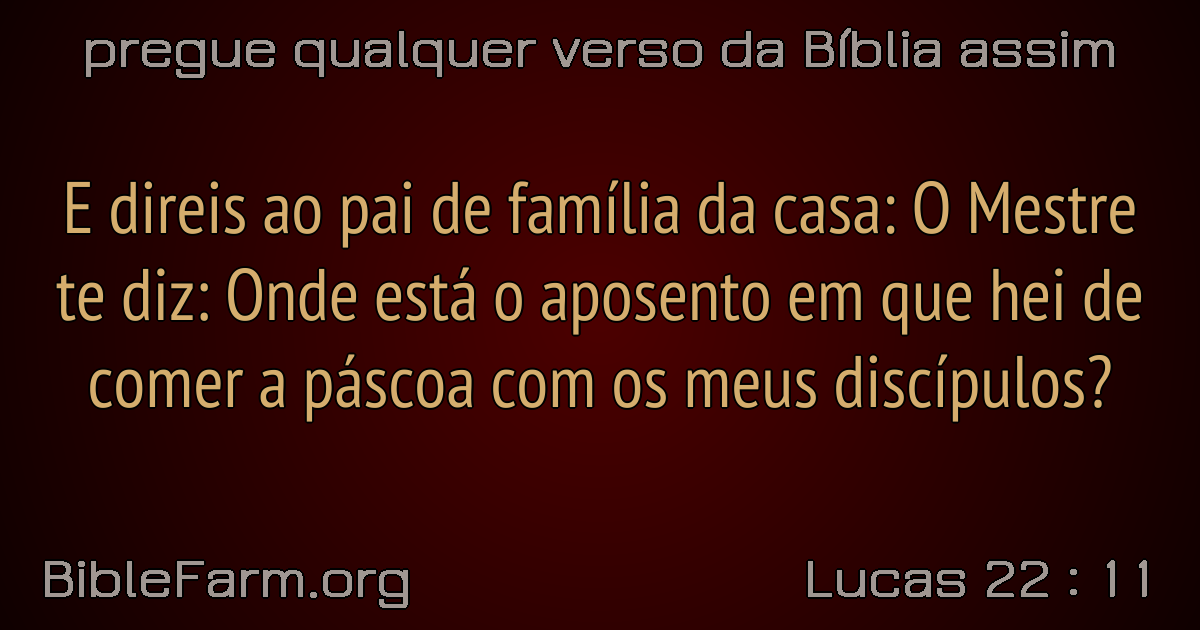 pregue qualquer verso da Bíblia assim
E direis ao pai de família da casa: O Mestre
te diz: Onde está o aposento em que hei de
comer a páscoa com os meus discípulos?
BibleFarm.org
Lucas 22 : 11